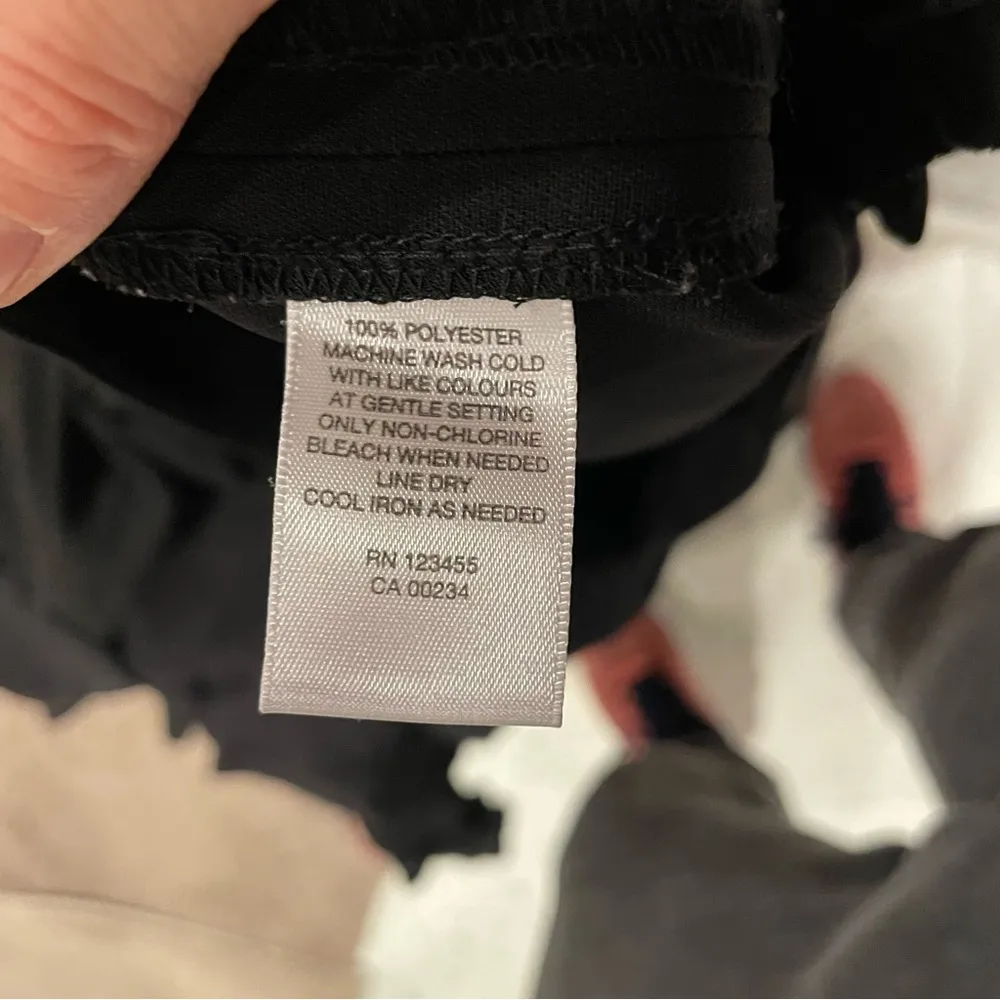 100% POLYESTER
MACHINE WASH COLD
WITH LIKE COLOURS
AT GENTLE SETTING
ONLY NON-CHLORINE
BLEACH WHEN NEEDED
LINE DRY
COOL IRON AS NEEDED
RN 123455
CA 00234